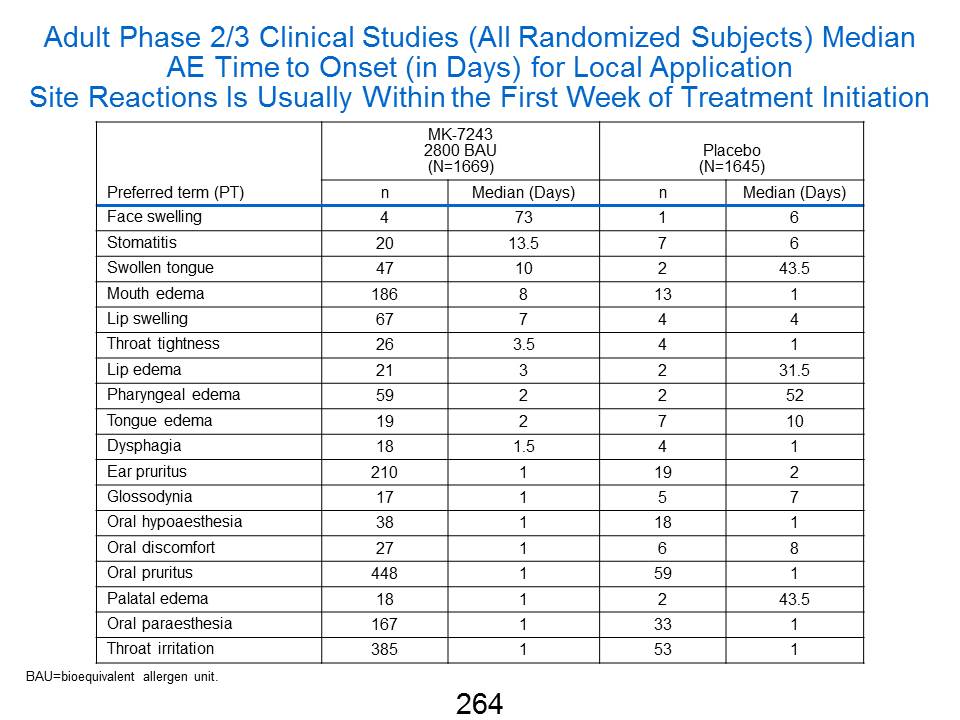 Adult Phase 2/3 Clinical Studies (All Randomized Subjects) Median
AE Time to Onset (in Days) for Local Application
Site Reactions Is Usually Within the First Week of Treatment Initiation
MK-7243
2800 BAU
(N=1669)
Placebo
(N=1645)
Preferred term (PT) n Median (Days) n Median (Days)
Face swelling 4 73 1 6
Stomatitis 20 13.5 7 6
Swollen tongue 47 10 2 43.5
Mouth edema 186 8 13 1
Lip swelling 67 7 4 4
Throat tightness 26 3.5 4 1
Lip edema 21 3 2 31.5
Pharyngeal edema 59 2 2 52
Tongue edema 19 2 7 10
Dysphagia 18 1.5 4 1
Ear pruritus 210 1 19 2
Glossodynia 17 1 5 7
Oral hypoaesthesia 38 1 18 1
Oral discomfort 27 1 6 8
Oral pruritus 448 1 59 1
Palatal edema 18 1 2 43.5
Oral paraesthesia 167 1 33 1
Throat irritation 385 1 53 1
BAU=bioequivalent allergen unit.
264